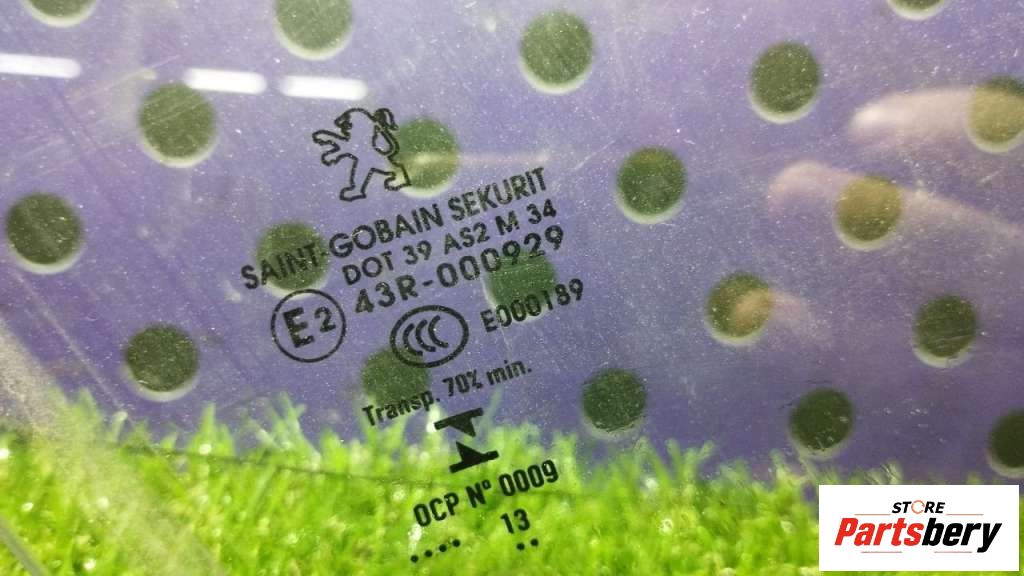 SAINT-GOBAIN SEKURIT
DOT 39 AS2 M 34
43R-000929
E2
CCC
E000189
Transp. 70% min.
OCP N° 0009
.... 13 ..
STORE
Partsbery